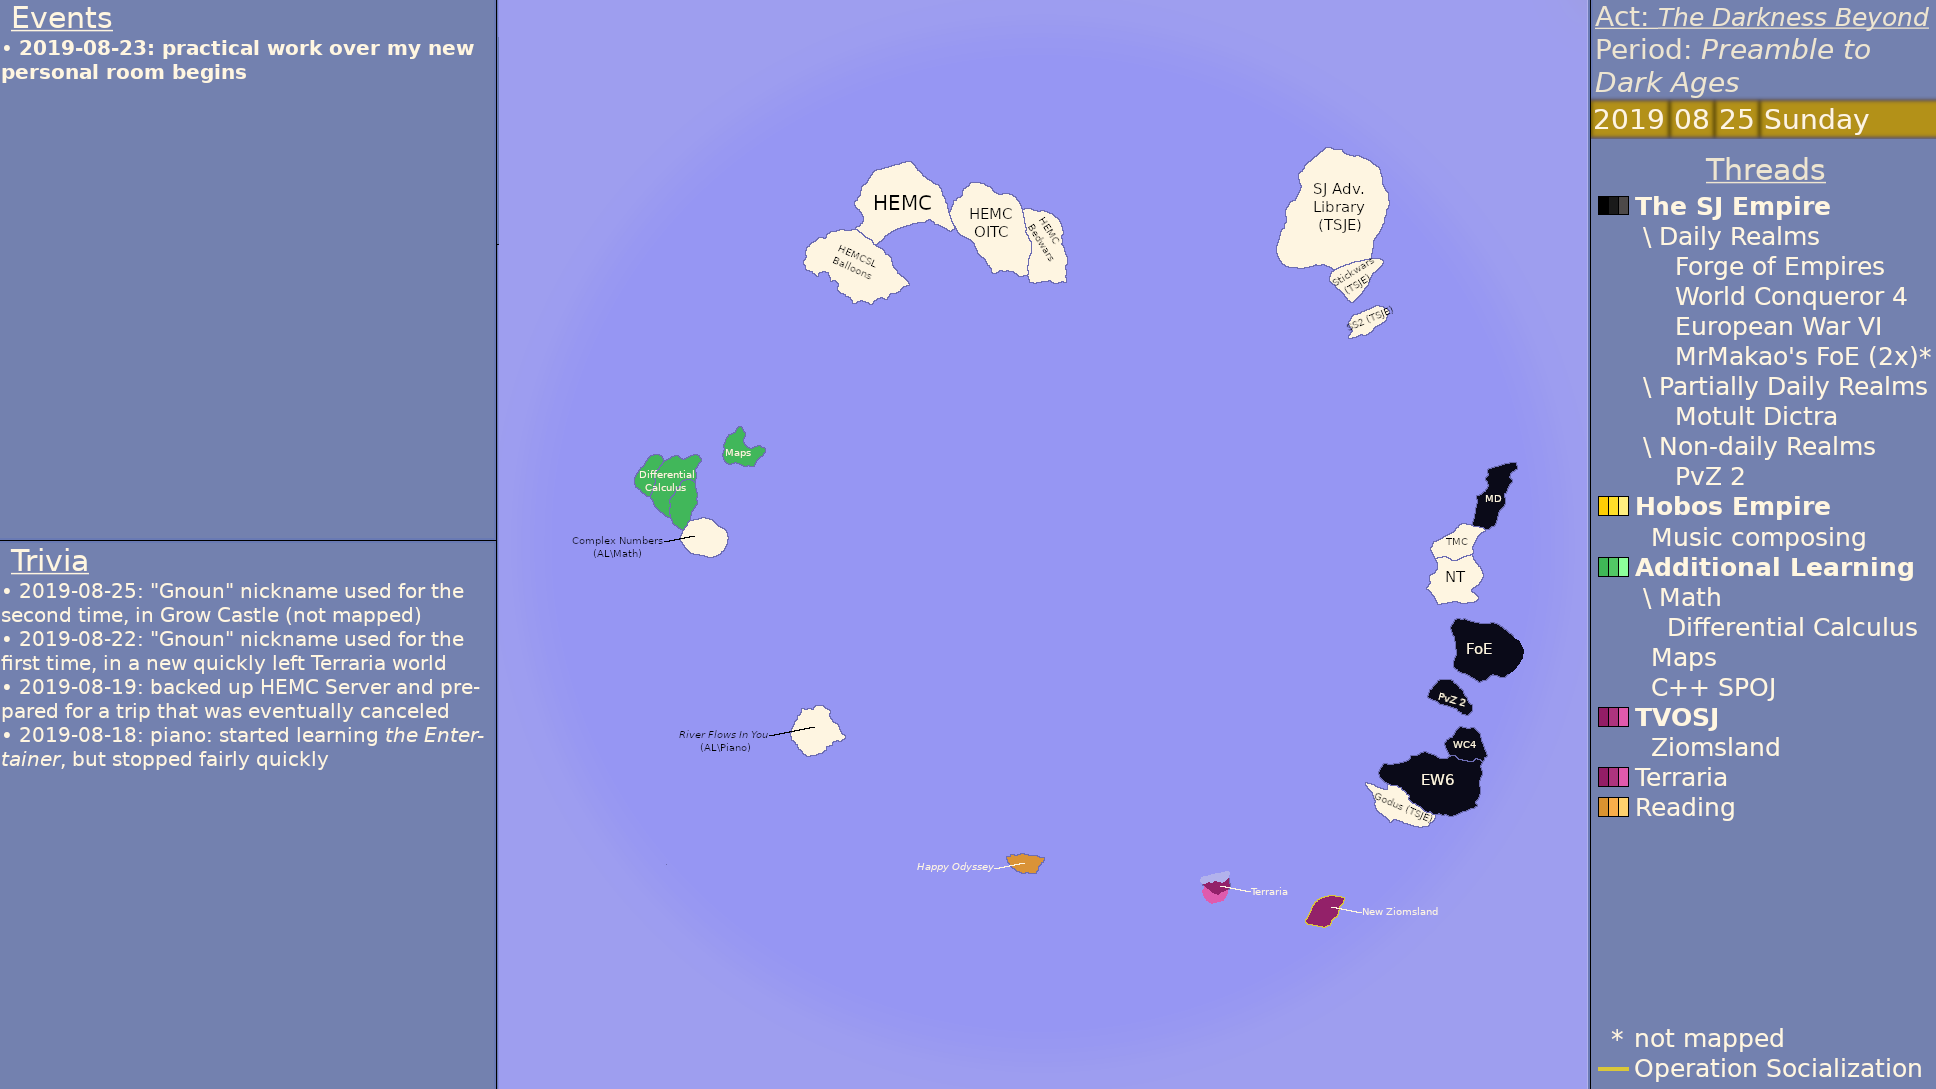 Events
• 2019-08-23: practical work over my new
personal room begins
Trivia
• 2019-08-25: "Gnoun" nickname used for the
second time, in Grow Castle (not mapped)
• 2019-08-22: "Gnoun" nickname used for the
first time, in a new quickly left Terraria world
• 2019-08-19: backed up HEMC Server and pre-
pared for a trip that was eventually canceled
• 2019-08-18: piano: started learning the Enter-
tainer, but stopped fairly quickly
HEMC
HEMC
OITC
HEMC
Bedwars
HEMCSL
Balloons
SJ Adv.
Library
(TSJE)
Stickwars
(TSJE)
SS2 (TSJE)
Maps
Differential
Calculus
Complex Numbers
(AL\Math)
MD
TMC
NT
FoE
PvZ 2
WC4
EW6
Godus (TSJE)
River Flows In You
(AL\Piano)
Happy Odyssey
Terraria
New Ziomsland
Act: The Darkness Beyond
Period: Preamble to
Dark Ages
2019 08 25 Sunday
Threads
The SJ Empire
\ Daily Realms
Forge of Empires
World Conqueror 4
European War VI
MrMakao's FoE (2x)*
\ Partially Daily Realms
Motult Dictra
\ Non-daily Realms
PvZ 2
Hobos Empire
Music composing
Additional Learning
\ Math
Differential Calculus
Maps
C++ SPOJ
TVOSJ
Ziomsland
Terraria
Reading
* not mapped
Operation Socialization